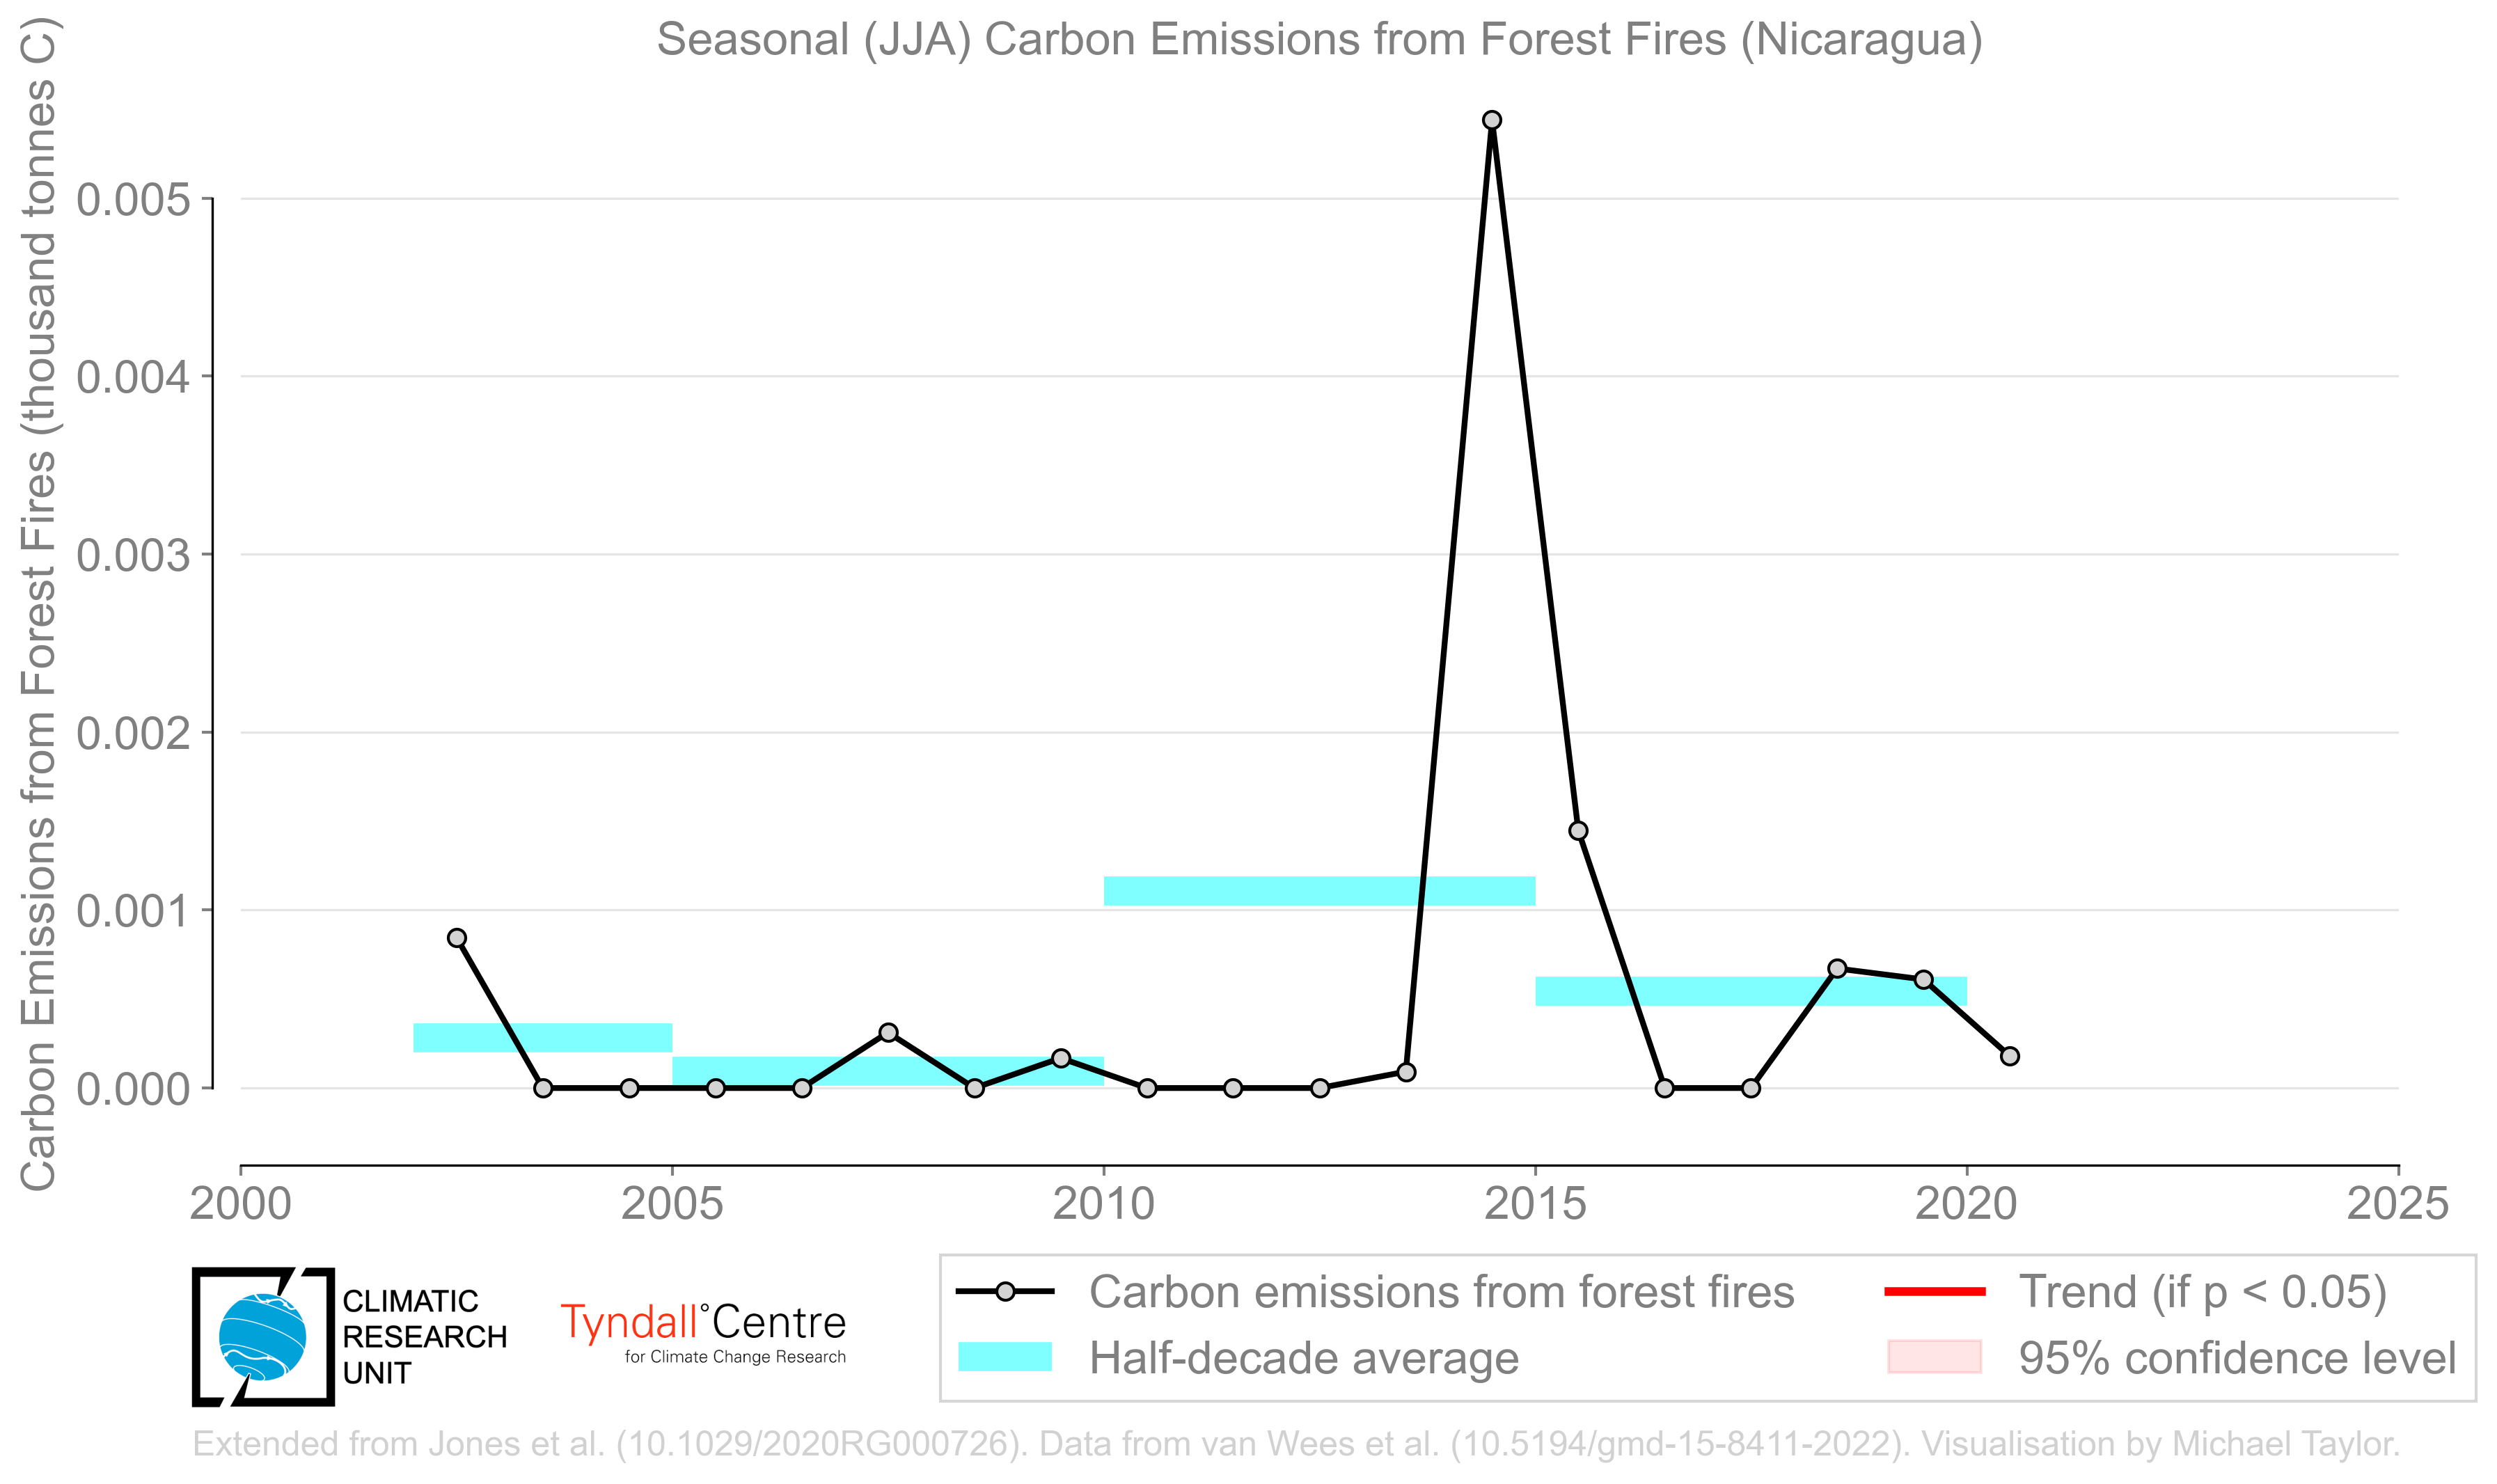 Seasonal (JJA) Carbon Emissions from Forest Fires (Nicaragua)
Carbon Emissions from Forest Fires (thousand tonnes C)
0.005
0.004
0.003
0.002
0.001
0.000
2000 2005 2010 2015 2020 2025
CLIMATIC
RESEARCH
UNIT
Tyndall°Centre
for Climate Change Research
Carbon emissions from forest fires
Half-decade average
Trend (if p < 0.05)
95% confidence level
Extended from Jones et al. (10.1029/2020RG000726). Data from van Wees et al. (10.5194/gmd-15-8411-2022). Visualisation by Michael Taylor.